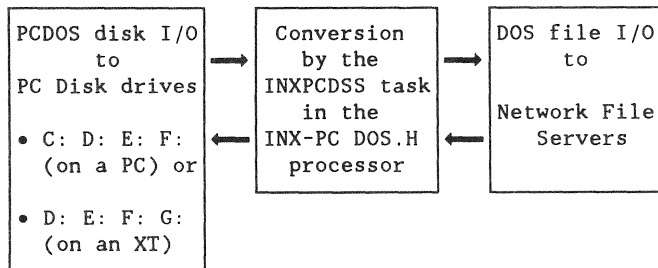 PCDOS disk I/O
to
PC Disk drives
• C: D: E: F:
(on a PC) or
• D: E: F: G:
(on an XT)
Conversion
by the
INXPCDSS task
in the
INX-PC DOS.H
processor
DOS file I/O
to
Network File
Servers